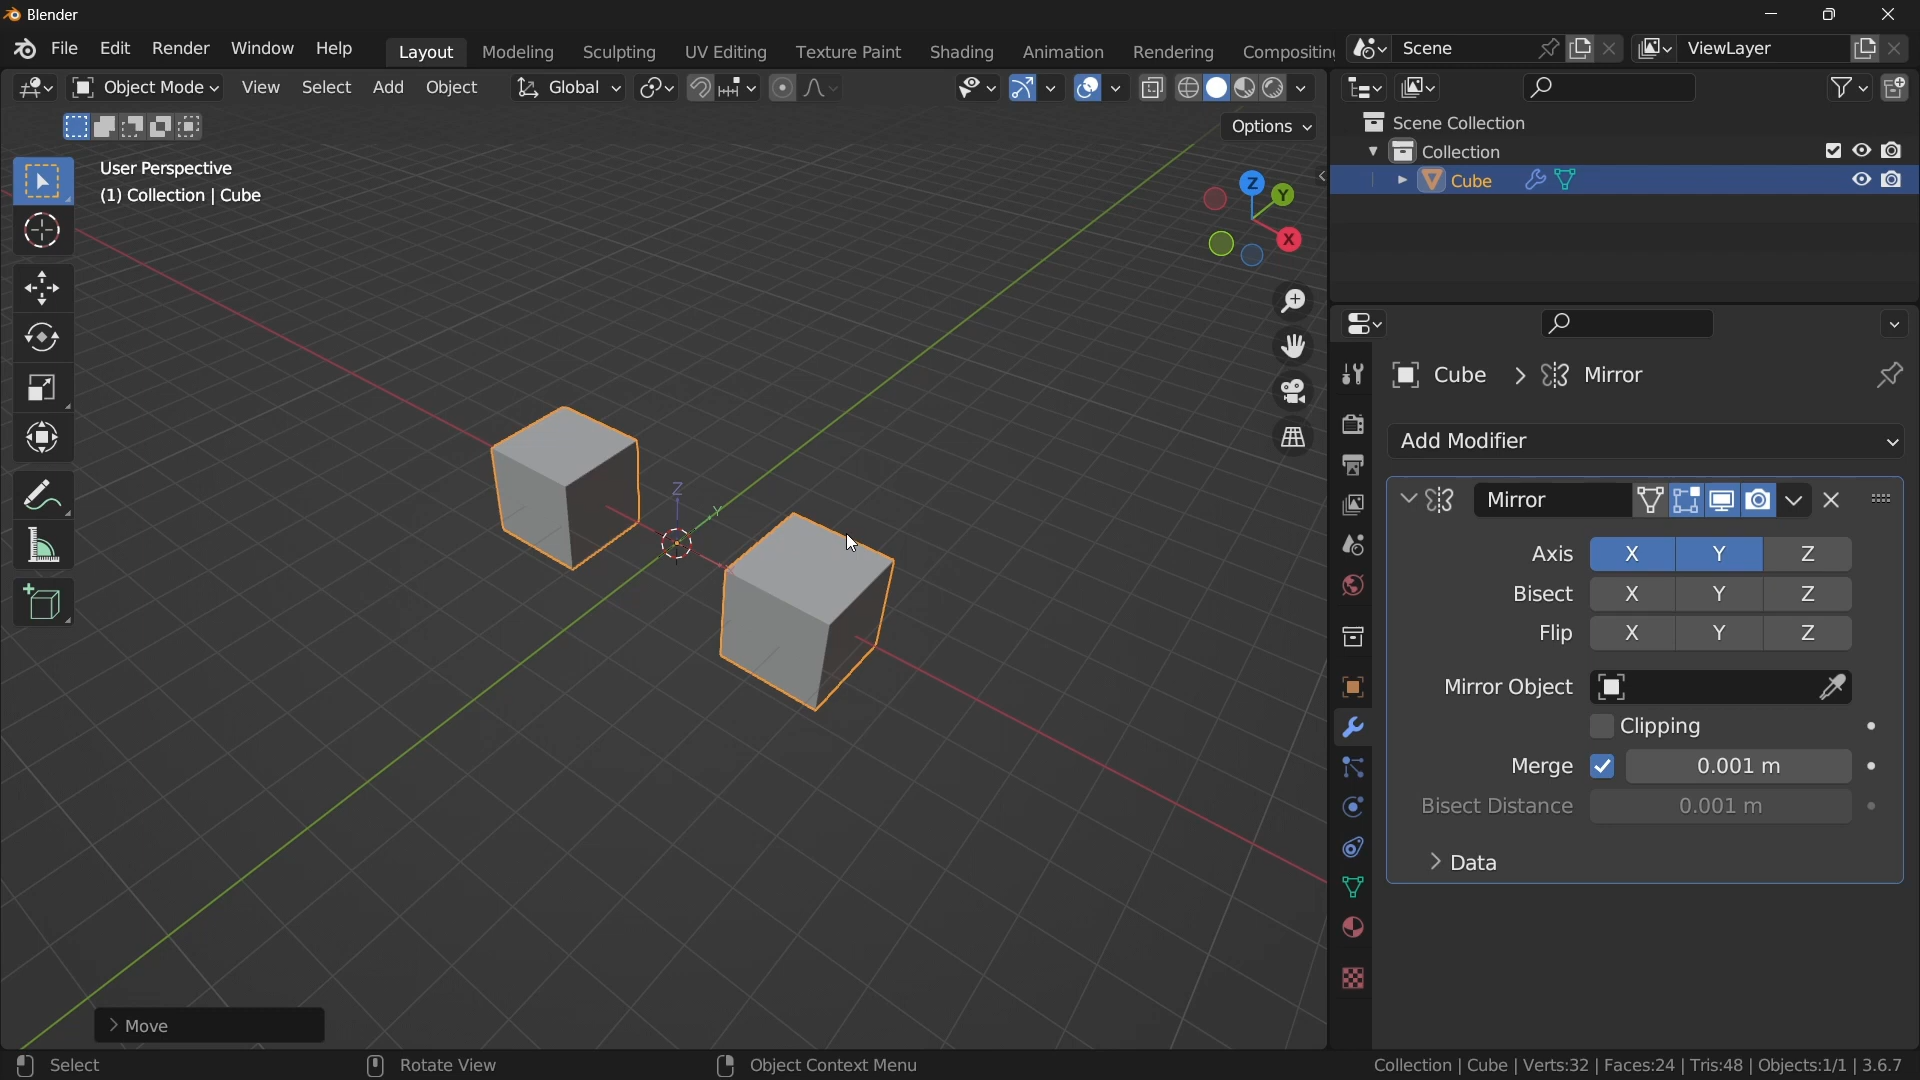 Blender
File Edit Render Window Help Layout Modeling Sculpting UV Editing Texture Paint Shading Animation Rendering Compositin Scene ViewLayer
Object Mode View Select Add Object Global
Options
User Perspective
(1) Collection | Cube
Z
Y
X
Z
Y
Move
Scene Collection
Collection
Cube
Cube > Mirror
Add Modifier
Mirror
Axis X Y Z
Bisect X Y Z
Flip X Y Z
Mirror Object
Clipping
Merge 0.001 m
Bisect Distance 0.001 m
Data
Select Rotate View Object Context Menu Collection | Cube | Verts:32 | Faces:24 | Tris:48 | Objects:1/1 | 3.6.7